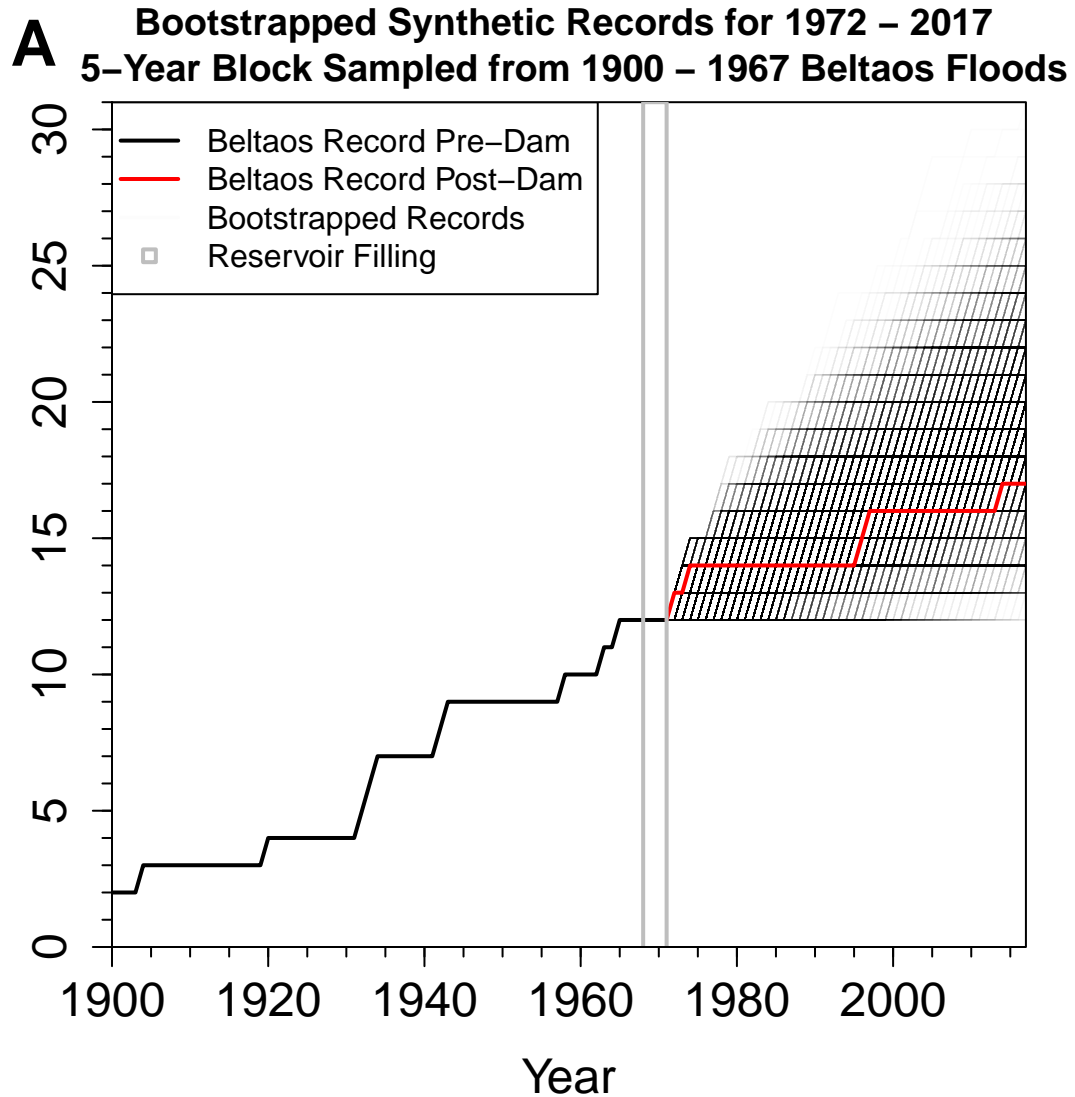 A
Bootstrapped Synthetic Records for 1972 – 2017
5–Year Block Sampled from 1900 – 1967 Beltaos Floods
Beltaos Record Pre–Dam
Beltaos Record Post–Dam
Bootstrapped Records
Reservoir Filling
30
25
20
15
10
5
0
1900 1920 1940 1960 1980 2000
Year